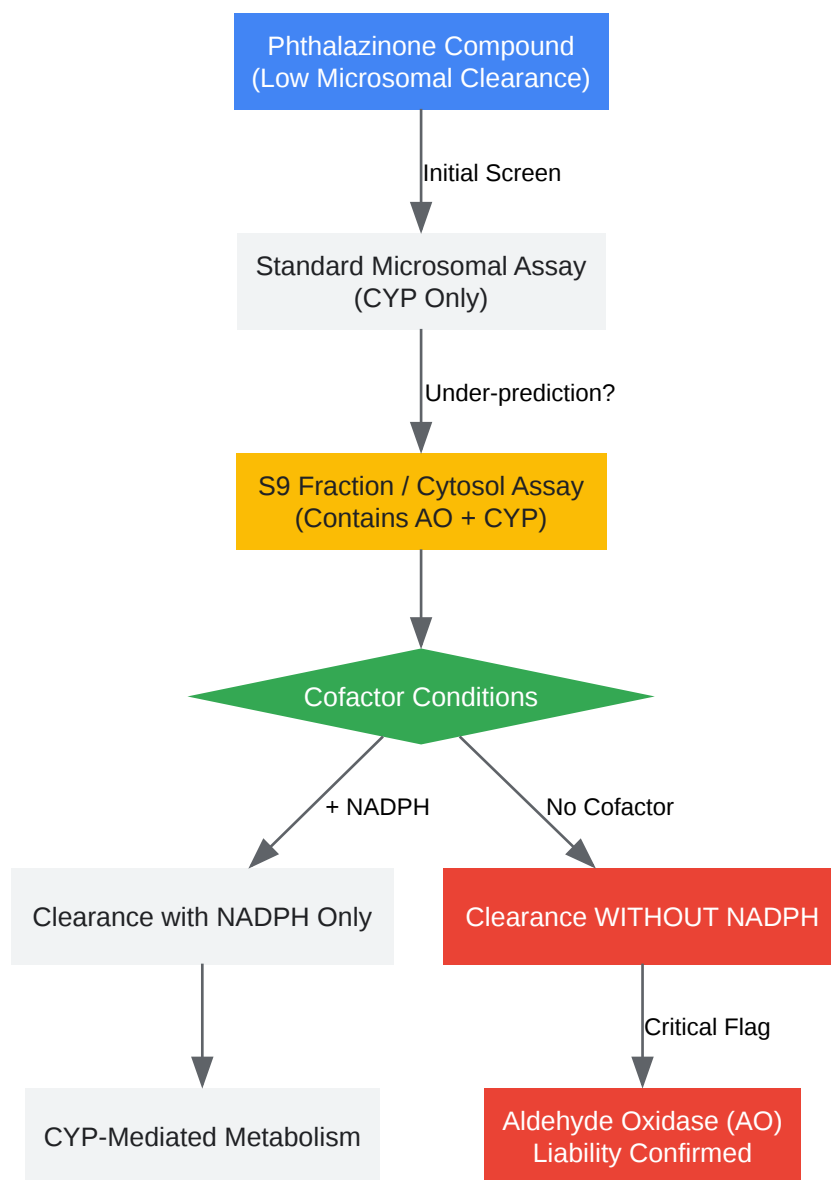 Phthalazinone Compound
(Low Microsomal Clearance)
Initial Screen
Standard Microsomal Assay
(CYP Only)
Under-prediction?
S9 Fraction / Cytosol Assay
(Contains AO + CYP)
Cofactor Conditions
+ NADPH
No Cofactor
Clearance with NADPH Only
Clearance WITHOUT NADPH
Critical Flag
CYP-Mediated Metabolism
Aldehyde Oxidase (AO)
Liability Confirmed